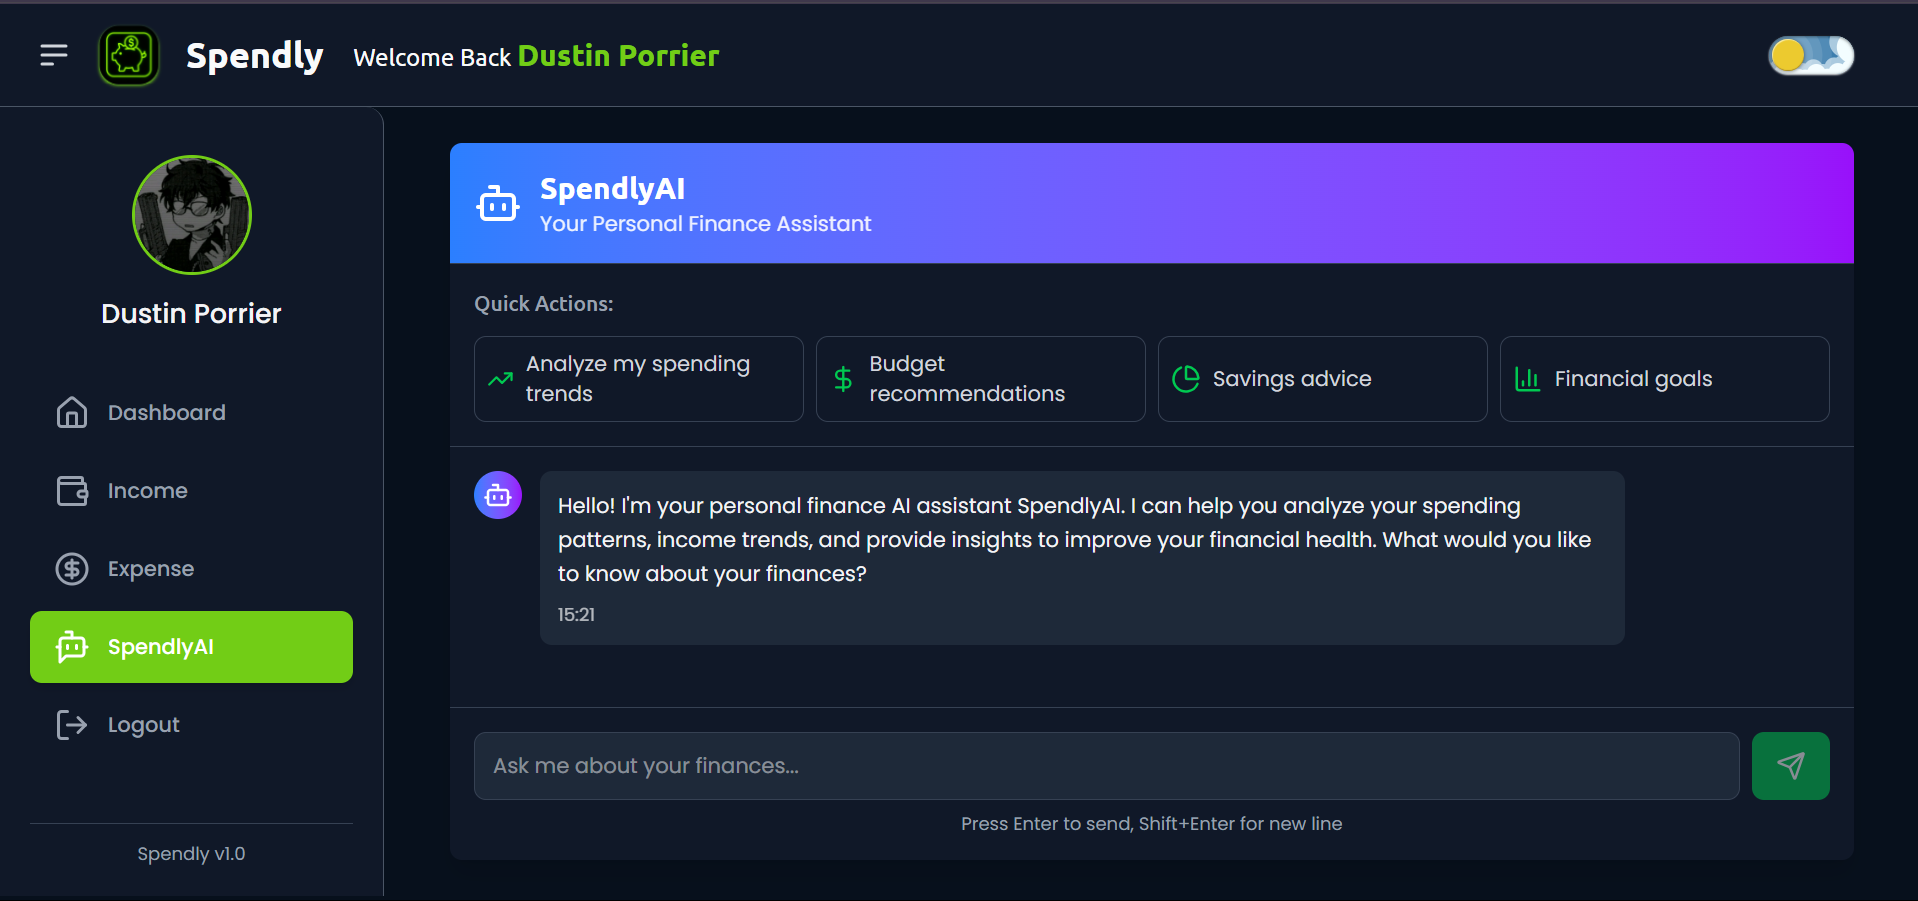 Spendly
Welcome Back Dustin Porrier
Dustin Porrier
Dashboard
Income
Expense
SpendlyAI
Logout
Spendly v1.0
SpendlyAI
Your Personal Finance Assistant
Quick Actions:
Analyze my spending
trends
Budget
recommendations
Savings advice
Financial goals
Hello! I'm your personal finance AI assistant SpendlyAI. I can help you analyze your spending
patterns, income trends, and provide insights to improve your financial health. What would you like
to know about your finances?
15:21
Ask me about your finances...
Press Enter to send, Shift+Enter for new line